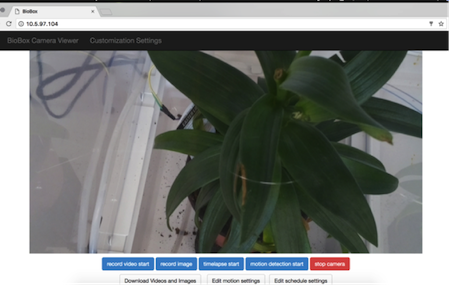 BioBox
10.5.97.104
BioBox Camera Viewer Customization Settings
record video start record image timelapse start motion detection start stop camera
Download Videos and Images Edit motion settings Edit schedule settings